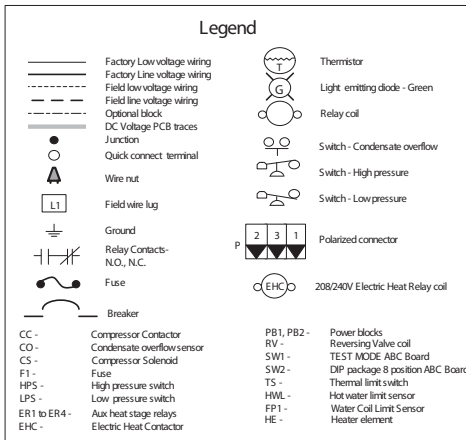 Legend
Factory Low voltage wiring
Factory Line voltage wiring
Field low voltage wiring
Field line voltage wiring
Optional block
DC Voltage PCB traces
Junction
Quick connect terminal
Wire nut
L1 Field wire lug
Ground
Relay Contacts-
N.O., N.C.
Fuse
Breaker
T Thermistor
G Light emitting diode - Green
Relay coil
Switch - Condensate overflow
Switch - High pressure
Switch - Low pressure
P 2 3 1 Polarized connector
EHC 208/240V Electric Heat Relay coil
CC - Compressor Contactor
CO - Condensate overflow sensor
CS - Compressor Solenoid
F1 - Fuse
HPS - High pressure switch
LPS - Low pressure switch
ER1 to ER4 - Aux heat stage relays
EHC - Electric Heat Contactor
PB1, PB2 - Power blocks
RV - Reversing Valve coil
SW1 - TEST MODE ABC Board
SW2 - DIP package 8 position ABC Board
TS - Thermal limit switch
HWL - Hot water limit sensor
FP1 - Water Coil Limit Sensor
HE - Heater element